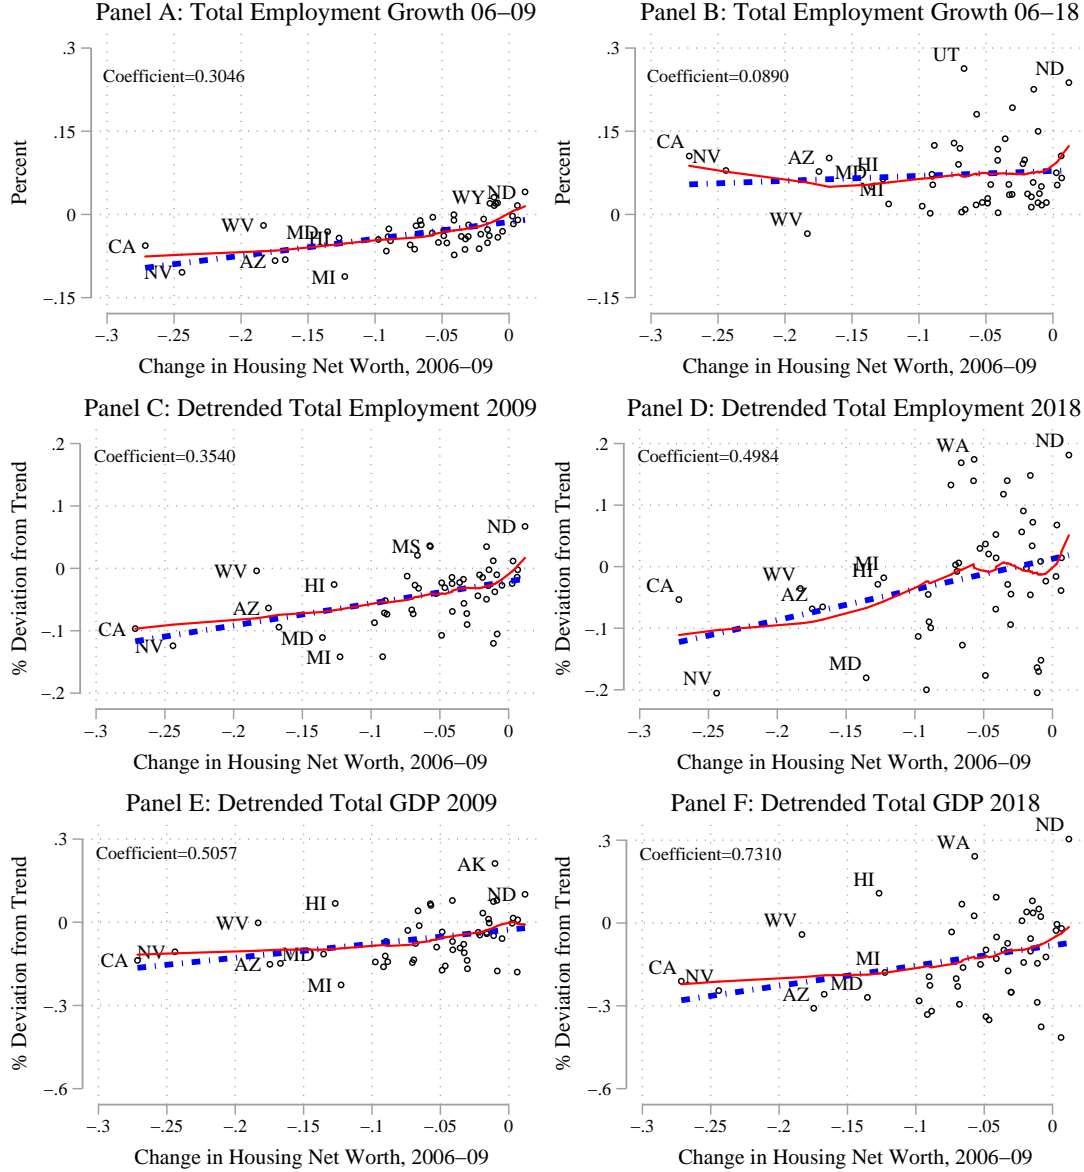 Panel A: Total Employment Growth 06–09
Coefficient=0.3046
Percent
.3
.15
0
−.15
CA
NV
WV
AZ
MD
HI
MI
WY
ND
−.3
−.25
−.2
−.15
−.1
−.05
0
Change in Housing Net Worth, 2006–09
Panel B: Total Employment Growth 06–18
Coefficient=0.0890
Percent
.3
.15
0
−.15
CA
NV
AZ
WV
MD
HI
MI
UT
ND
−.3
−.25
−.2
−.15
−.1
−.05
0
Change in Housing Net Worth, 2006–09
Panel C: Detrended Total Employment 2009
Coefficient=0.3540
% Deviation from Trend
.2
.1
0
−.1
−.2
CA
NV
WV
AZ
HI
MD
MI
MS
ND
−.3
−.25
−.2
−.15
−.1
−.05
0
Change in Housing Net Worth, 2006–09
Panel D: Detrended Total Employment 2018
Coefficient=0.4984
% Deviation from Trend
.2
.1
0
−.1
−.2
CA
NV
WV
AZ
MI
HI
MD
WA
ND
−.3
−.25
−.2
−.15
−.1
−.05
0
Change in Housing Net Worth, 2006–09
Panel E: Detrended Total GDP 2009
Coefficient=0.5057
% Deviation from Trend
.3
0
−.3
−.6
CA
NV
WV
AZ
HI
MD
MI
AK
ND
−.3
−.25
−.2
−.15
−.1
−.05
0
Change in Housing Net Worth, 2006–09
Panel F: Detrended Total GDP 2018
Coefficient=0.7310
% Deviation from Trend
.3
0
−.3
−.6
CA
NV
WV
AZ
HI
MI
MD
WA
ND
−.3
−.25
−.2
−.15
−.1
−.05
0
Change in Housing Net Worth, 2006–09